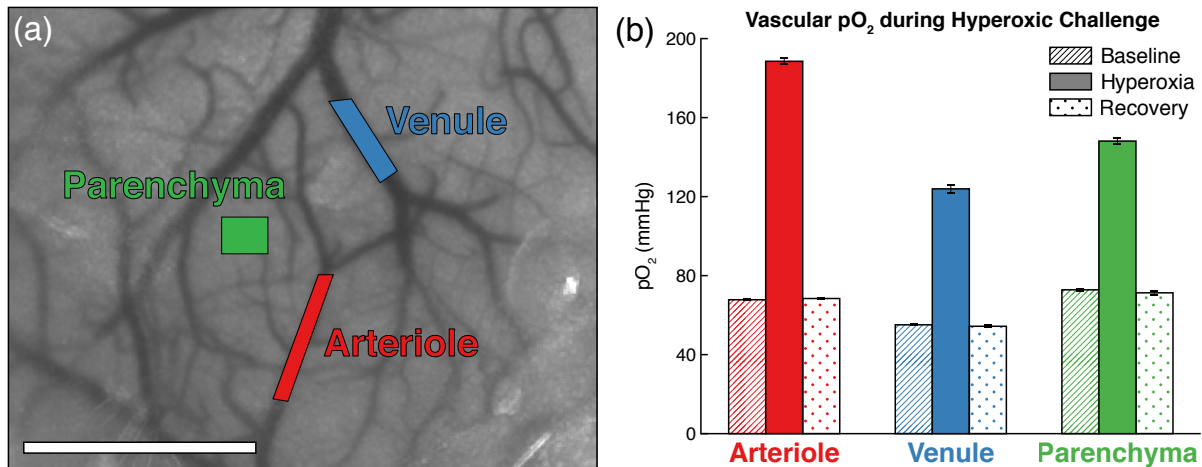 (a)
Venule
Parenchyma
Arteriole
(b)
Vascular pO₂ during Hyperoxic Challenge
200
160
120
80
40
0
pO₂ (mmHg)
Baseline
Hyperoxia
Recovery
Arteriole
Venule
Parenchyma